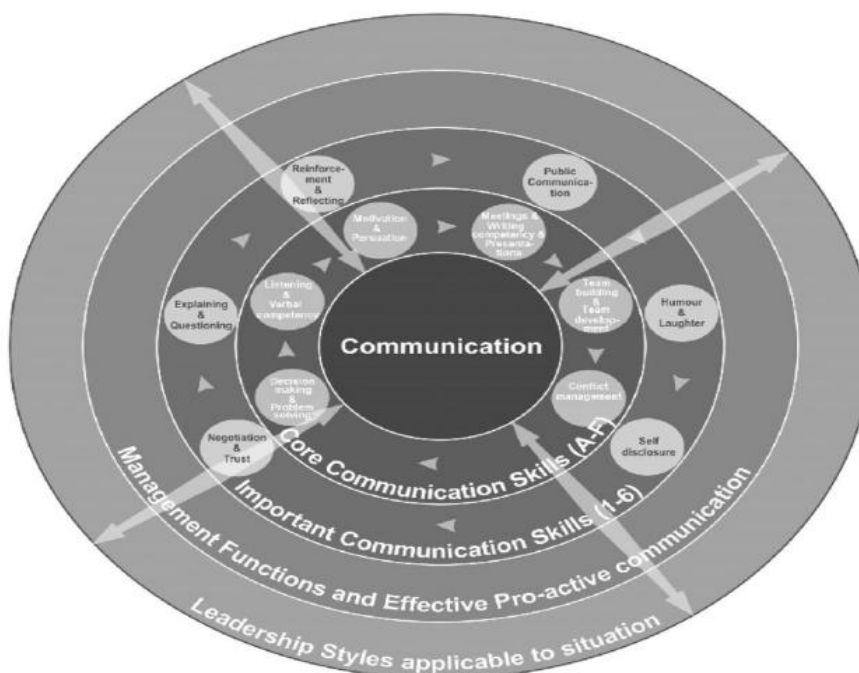 Reinforce-
ment
&
Reflecting
Public
Communica-
tion
Motivation
&
Persuation
Meetings &
Writing
competency &
Presenta-
tions
Listening
&
Verbal
competency
Team
building
&
Team
develop-
ment
Explaining
&
Questioning
Humour
&
Laughter
Communication
Decision
making
&
Problem
solving
Conflict
management
Negotiation
&
Trust
Self
disclosure
Core Communication Skills (A-F)
Important Communication Skills (1-6)
Management Functions and Effective Pro-active communication
Leadership Styles applicable to situation